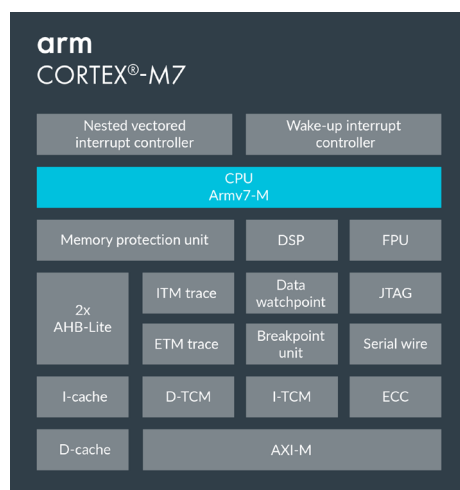 arm
CORTEX®-M7
Nested vectored
interrupt controller
Wake-up interrupt
controller
CPU
Armv7-M
Memory protection unit
DSP
FPU
2x
AHB-Lite
ITM trace
Data
watchpoint
JTAG
ETM trace
Breakpoint
unit
Serial wire
I-cache
D-TCM
I-TCM
ECC
D-cache
AXI-M